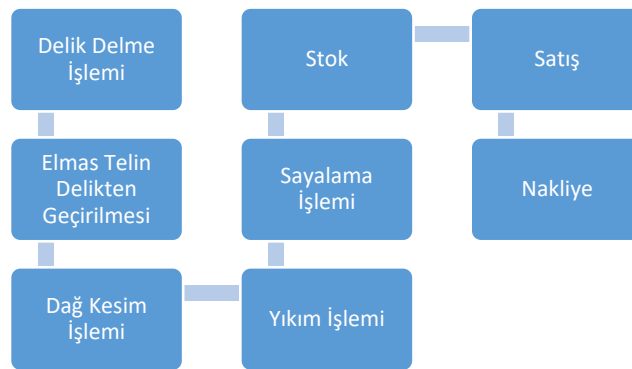 Delik Delme
İşlemi
Elmas Telin
Delikten
Geçirilmesi
Dağ Kesim
İşlemi
Yıkım İşlemi
Sayalama
İşlemi
Stok
Satış
Nakliye